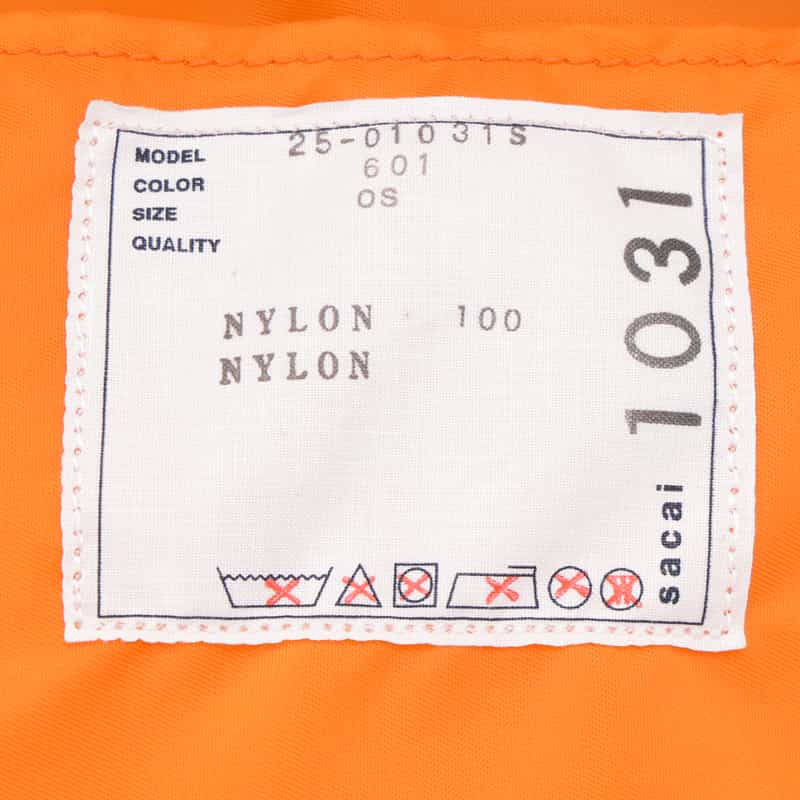 MODEL 25-01031S
COLOR 601
SIZE OS
QUALITY
NYLON 100
NYLON
1031
sacai